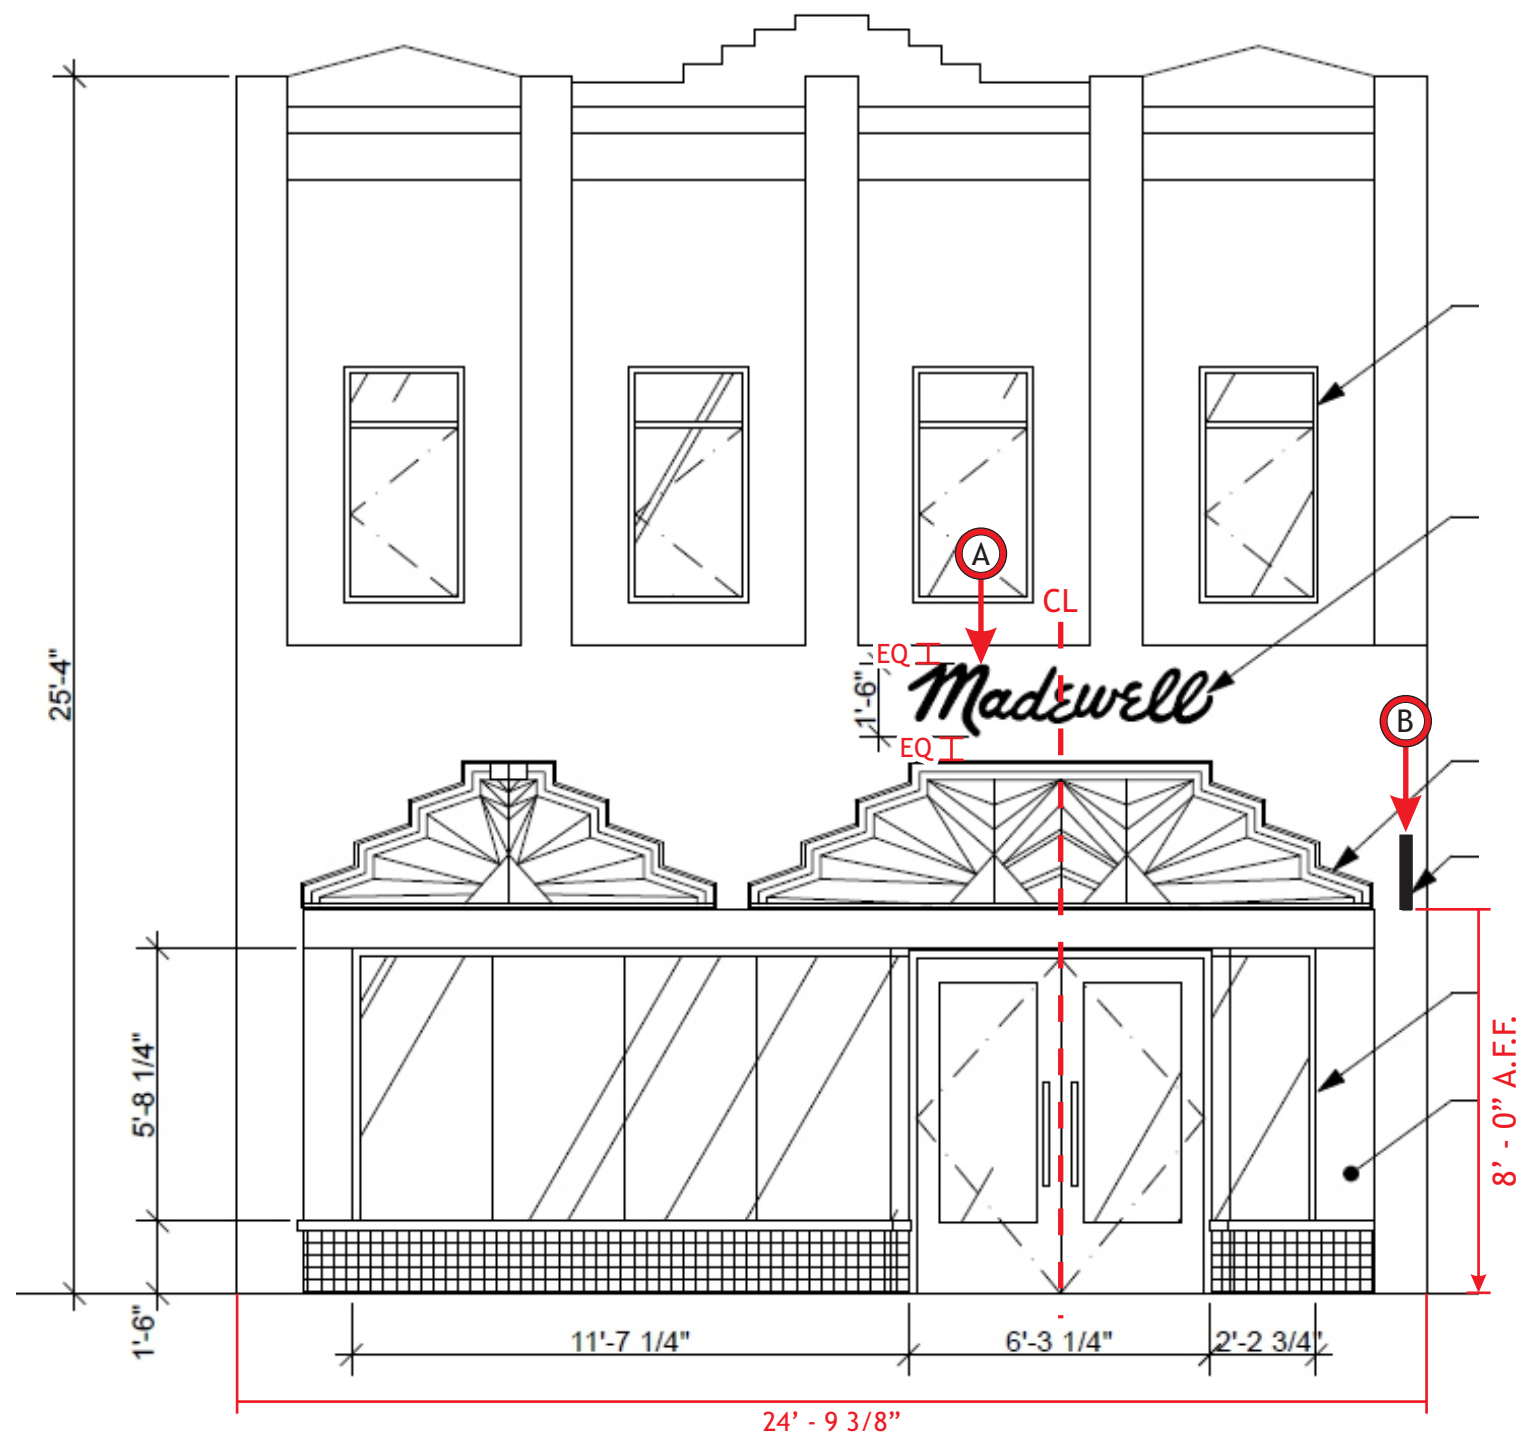 A
CL
EQ
Madewell
1'-6"
EQ
25'-4"
B
5'-8 1/4"
8’ - 0” A.F.F.
1'-6"
11'-7 1/4"
6'-3 1/4"
2'-2 3/4"
24’ - 9 3/8”